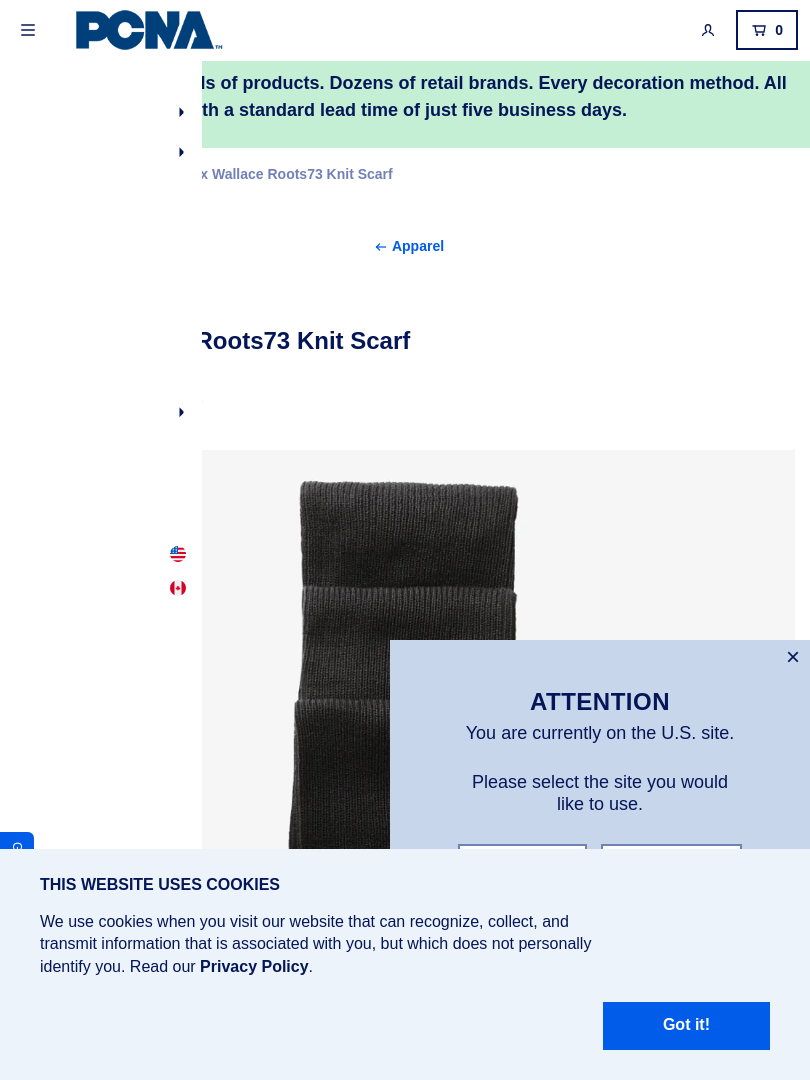 PCNA™
0
of products. Dozens of retail brands. Every decoration method. All
a standard lead time of just five business days.
Wallace Roots73 Knit Scarf
Apparel
Roots73 Knit Scarf
×
ATTENTION
You are currently on the U.S. site.
Please select the site you would
like to use.
THIS WEBSITE USES COOKIES
We use cookies when you visit our website that can recognize, collect, and
transmit information that is associated with you, but which does not personally
identify you. Read our Privacy Policy.
Got it!